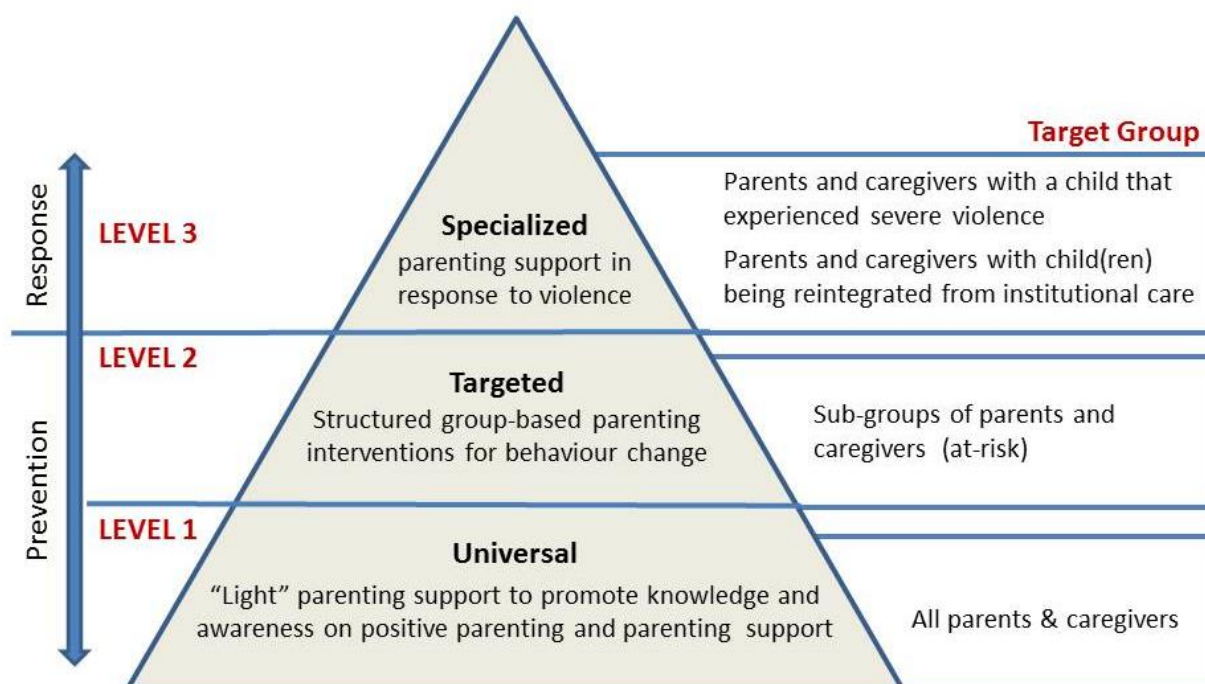 Target Group
Response
LEVEL 3
Specialized
parenting support in
response to violence
Parents and caregivers with a child that
experienced severe violence
Parents and caregivers with child(ren)
being reintegrated from institutional care
Prevention
LEVEL 2
Targeted
Structured group-based parenting
interventions for behaviour change
Sub-groups of parents and
caregivers (at-risk)
LEVEL 1
Universal
“Light” parenting support to promote knowledge and
awareness on positive parenting and parenting support
All parents & caregivers